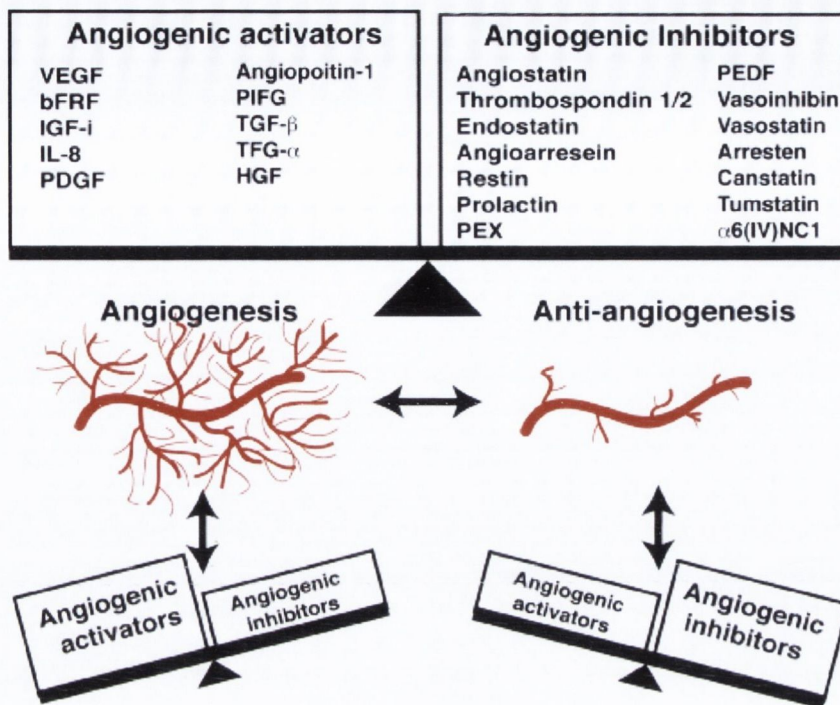 Angiogenic activators
VEGF
bFRF
IGF-i
IL-8
PDGF
Angiopoitin-1
PIFG
TGF-β
TFG-α
HGF
Angiogenic Inhibitors
Angiostatin
Thrombospondin 1/2
Endostatin
Angioarresein
Restin
Prolactin
PEX
PEDF
Vasoinhibin
Vasostatin
Arresten
Canstatin
Tumstatin
α6(IV)NC1
Angiogenesis
Anti-angiogenesis
Angiogenic
activators
Angiogenic
inhibitors
Angiogenic
activators
Angiogenic
inhibitors